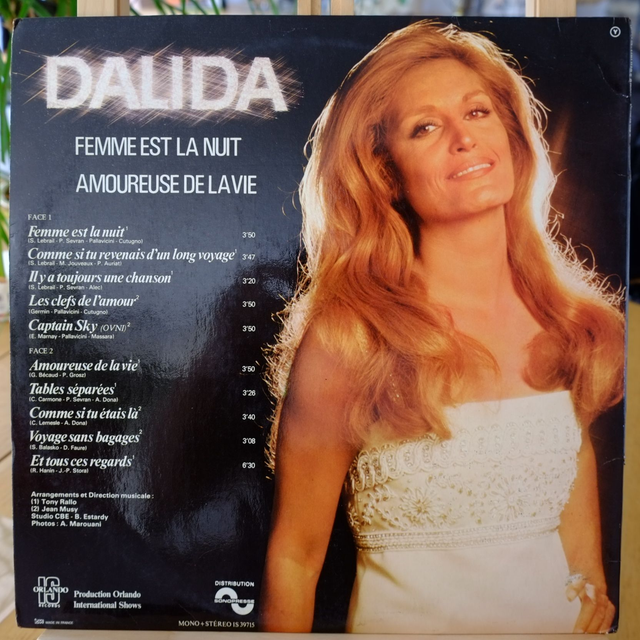 DALIDA
FEMME EST LA NUIT
AMOUREUSE DE LA VIE
FACE 1
Femme est la nuit¹ 3'50
(S. Lebrail - P. Sevran - Pallavicini - Cutugno)
Comme si tu revenais d'un long voyage¹ 3'47
(S. Lebrail - M. Jouveaux - P. Auriat)
Il y a toujours une chanson¹ 3'20
(S. Lebrail - P. Sevran - Alec)
Les clefs de l'amour² 3'50
(Germin - Pallavicini - Cutugno)
Captain Sky (OVNI)² 3'50
(E. Marnay - Pallavicini - Massara)
FACE 2
Amoureuse de la vie¹ 3'50
(G. Bécaud - P. Grosz)
Tables séparées¹ 3'26
(C. Carmone - P. Sevran - A. Dona)
Comme si tu étais là² 3'40
(C. Lemesle - A. Dona)
Voyage sans bagages² 3'08
(S. Balasko - D. Faure)
Et tous ces regards¹ 6'30
(R. Hanin - J.-P. Stora)
Arrangements et Direction musicale :
(1) Tony Rallo
(2) Jean Musy
Studio CBE - B. Estardy
Photos : A. Marouani
IS
ORLANDO
RECORDS
Production Orlando
International Shows
DISTRIBUTION
SONOPRESSE
MONO + STÉREO IS 39715
Y